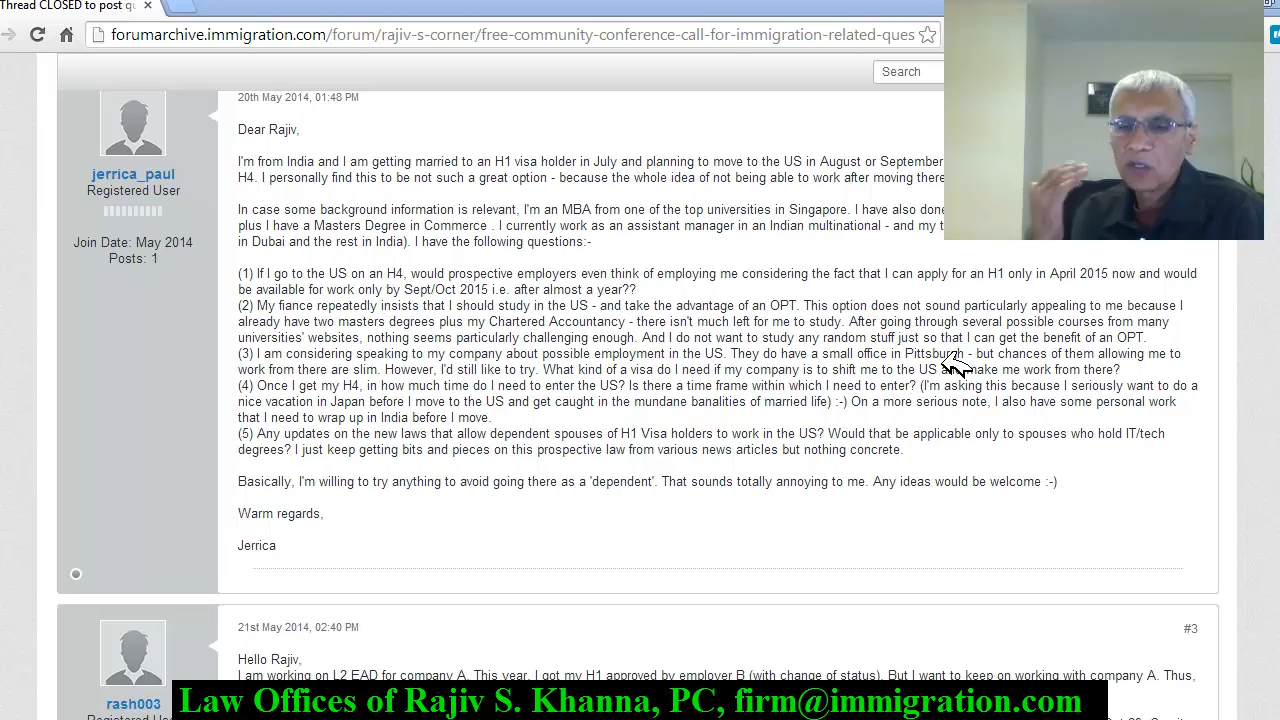 Thread CLOSED to post qu
forumarchive.immigration.com/forum/rajiv-s-corner/free-community-conference-call-for-immigration-related-ques
Search
20th May 2014, 01:48 PM
jerrica_paul
Registered User
Join Date: May 2014
Posts: 1
Dear Rajiv,
I'm from India and I am getting married to an H1 visa holder in July and planning to move to the US in August or September
H4. I personally find this to be not such a great option - because the whole idea of not being able to work after moving there
In case some background information is relevant, I'm an MBA from one of the top universities in Singapore. I have also done
plus I have a Masters Degree in Commerce . I currently work as an assistant manager in an Indian multinational - and my t
in Dubai and the rest in India). I have the following questions:-
(1) If I go to the US on an H4, would prospective employers even think of employing me considering the fact that I can apply for an H1 only in April 2015 now and would
be available for work only by Sept/Oct 2015 i.e. after almost a year??
(2) My fiance repeatedly insists that I should study in the US - and take the advantage of an OPT. This option does not sound particularly appealing to me because I
already have two masters degrees plus my Chartered Accountancy - there isn't much left for me to study. After going through several possible courses from many
universities' websites, nothing seems particularly challenging enough. And I do not want to study any random stuff just so that I can get the benefit of an OPT.
(3) I am considering speaking to my company about possible employment in the US. They do have a small office in Pittsburgh - but chances of them allowing me to
work from there are slim. However, I'd still like to try. What kind of a visa do I need if my company is to shift me to the US make me work from there?
(4) Once I get my H4, in how much time do I need to enter the US? Is there a time frame within which I need to enter? (I'm asking this because I seriously want to do a
nice vacation in Japan before I move to the US and get caught in the mundane banalities of married life) :-) On a more serious note, I also have some personal work
that I need to wrap up in India before I move.
(5) Any updates on the new laws that allow dependent spouses of H1 Visa holders to work in the US? Would that be applicable only to spouses who hold IT/tech
degrees? I just keep getting bits and pieces on this prospective law from various news articles but nothing concrete.
Basically, I'm willing to try anything to avoid going there as a 'dependent'. That sounds totally annoying to me. Any ideas would be welcome :-)
Warm regards,
Jerrica
21st May 2014, 02:40 PM
#3
rash003
Hello Rajiv,
I am working on L2 EAD for company A. This year, I got my H1 approved by employer B (with change of status). But I want to keep on working with company A. Thus,
Law Offices of Rajiv S. Khanna, PC, firm@immigration.com